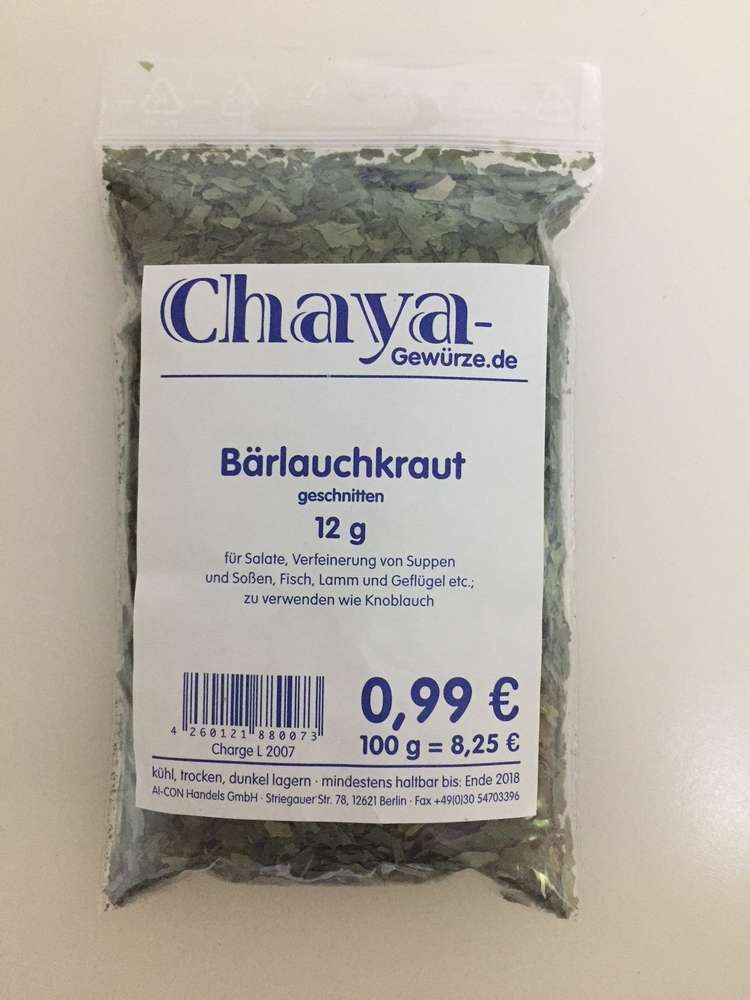 Chaya-
Gewürze.de
Bärlauchkraut
geschnitten
12 g
für Salate, Verfeinerung von Suppen
und Soßen, Fisch, Lamm und Geflügel etc.;
zu verwenden wie Knoblauch
0,99 €
4 260121 880073
100 g = 8,25 €
Charge L 2007
kühl, trocken, dunkel lagern · mindestens haltbar bis: Ende 2018
AI-CON Handels GmbH · Striegauer Str. 78, 12621 Berlin · Fax +49(0)30 54703396